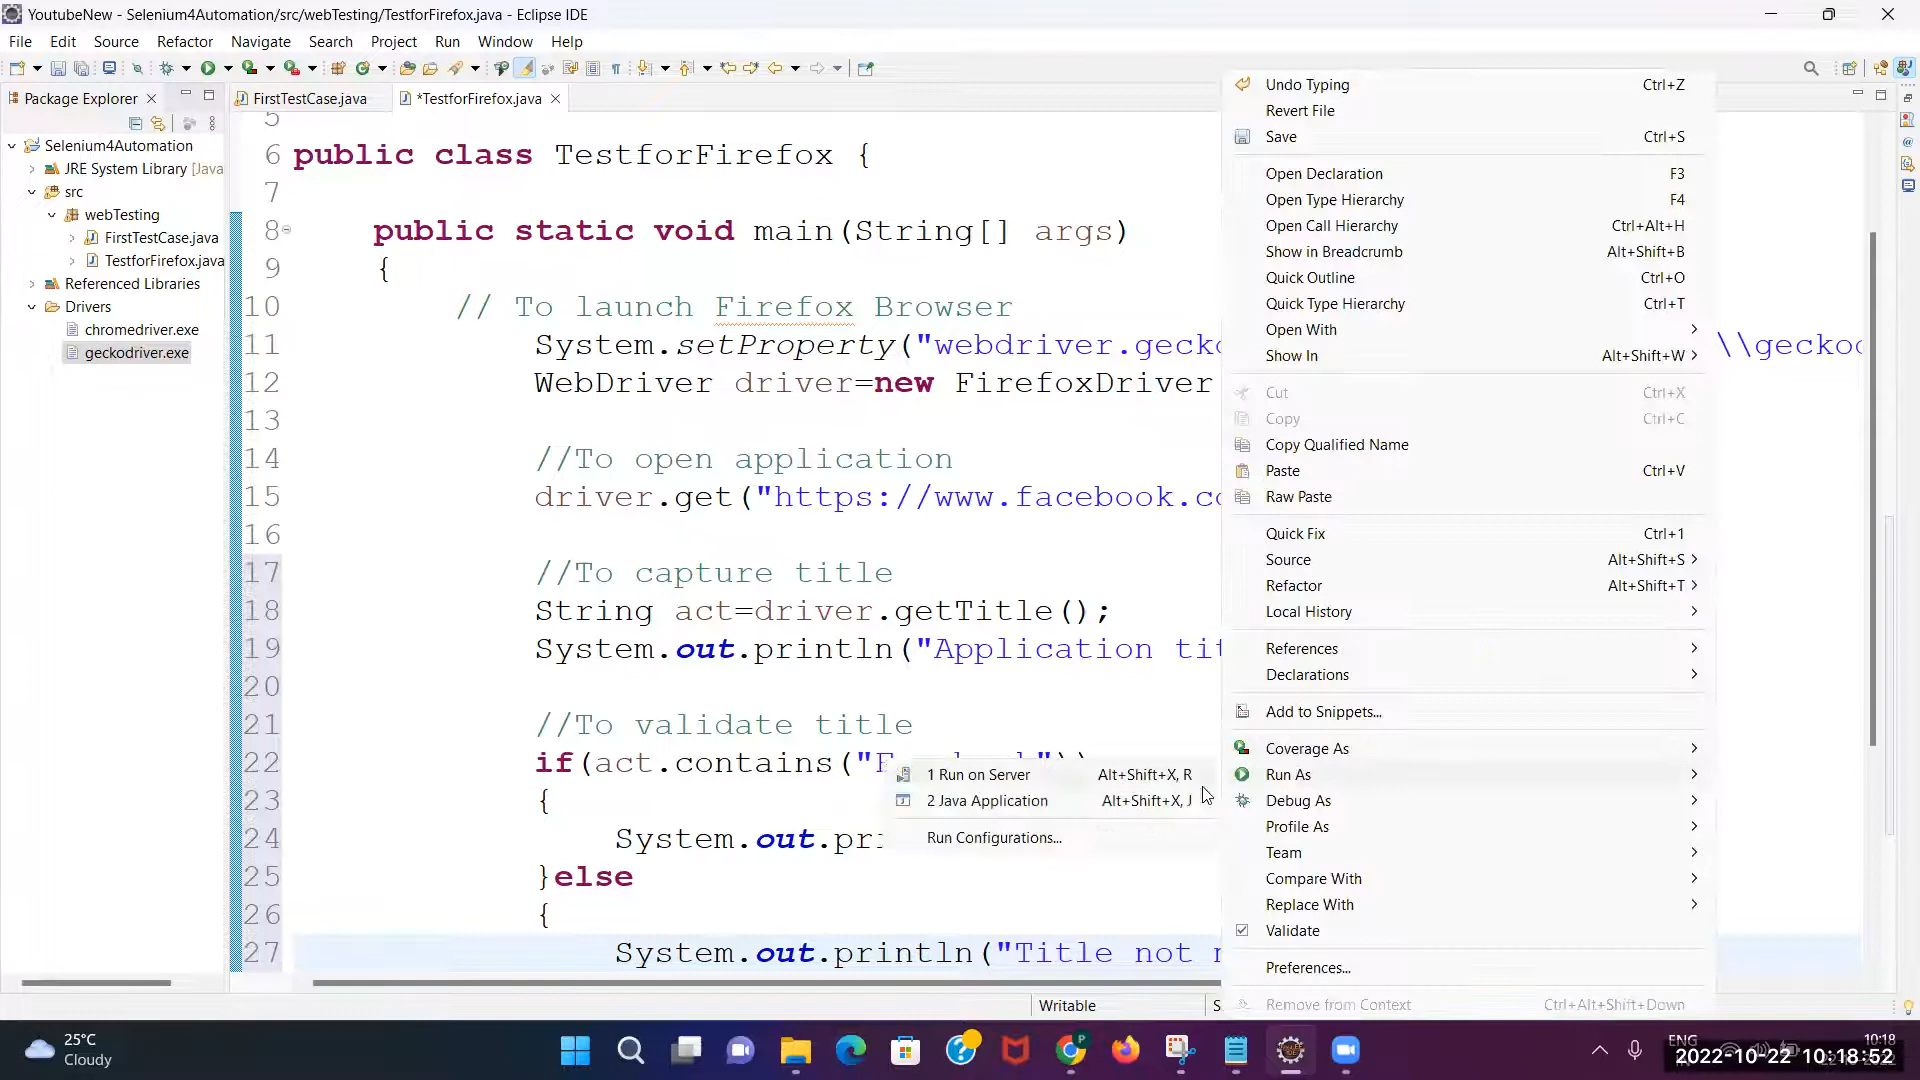 YoutubeNew - Selenium4Automation/src/webTesting/TestforFirefox.java - Eclipse IDE
File Edit Source Refactor Navigate Search Project Run Window Help
Package Explorer
FirstTestCase.java
*TestforFirefox.java
Selenium4Automation
JRE System Library [Java
src
webTesting
FirstTestCase.java
TestforFirefox.java
Referenced Libraries
Drivers
chromedriver.exe
geckodriver.exe
5
6 public class TestforFirefox {
7
8 public static void main(String[] args)
9 {
10 // To launch Firefox Browser
11 System.setProperty("webdriver.gecko \\gecko
12 WebDriver driver=new FirefoxDriver
13
14 //To open application
15 driver.get("https://www.facebook.co
16
17 //To capture title
18 String act=driver.getTitle();
19 System.out.println("Application tit
20
21 //To validate title
22 if(act.contains("
23 {
24 System.out.pri
25 }else
26 {
27 System.out.println("Title not
Undo Typing Ctrl+Z
Revert File
Save Ctrl+S
Open Declaration F3
Open Type Hierarchy F4
Open Call Hierarchy Ctrl+Alt+H
Show in Breadcrumb Alt+Shift+B
Quick Outline Ctrl+O
Quick Type Hierarchy Ctrl+T
Open With
Show In Alt+Shift+W
Cut Ctrl+X
Copy Ctrl+C
Copy Qualified Name
Paste Ctrl+V
Raw Paste
Quick Fix Ctrl+1
Source Alt+Shift+S
Refactor Alt+Shift+T
Local History
References
Declarations
Add to Snippets...
Coverage As
Run As
Debug As
Profile As
Team
Compare With
Replace With
Validate
Preferences...
Remove from Context Ctrl+Alt+Shift+Down
1 Run on Server Alt+Shift+X, R
2 Java Application Alt+Shift+X, J
Run Configurations...
Writable
25°C
Cloudy
ENG
10:18
2022-10-22 10:18:52